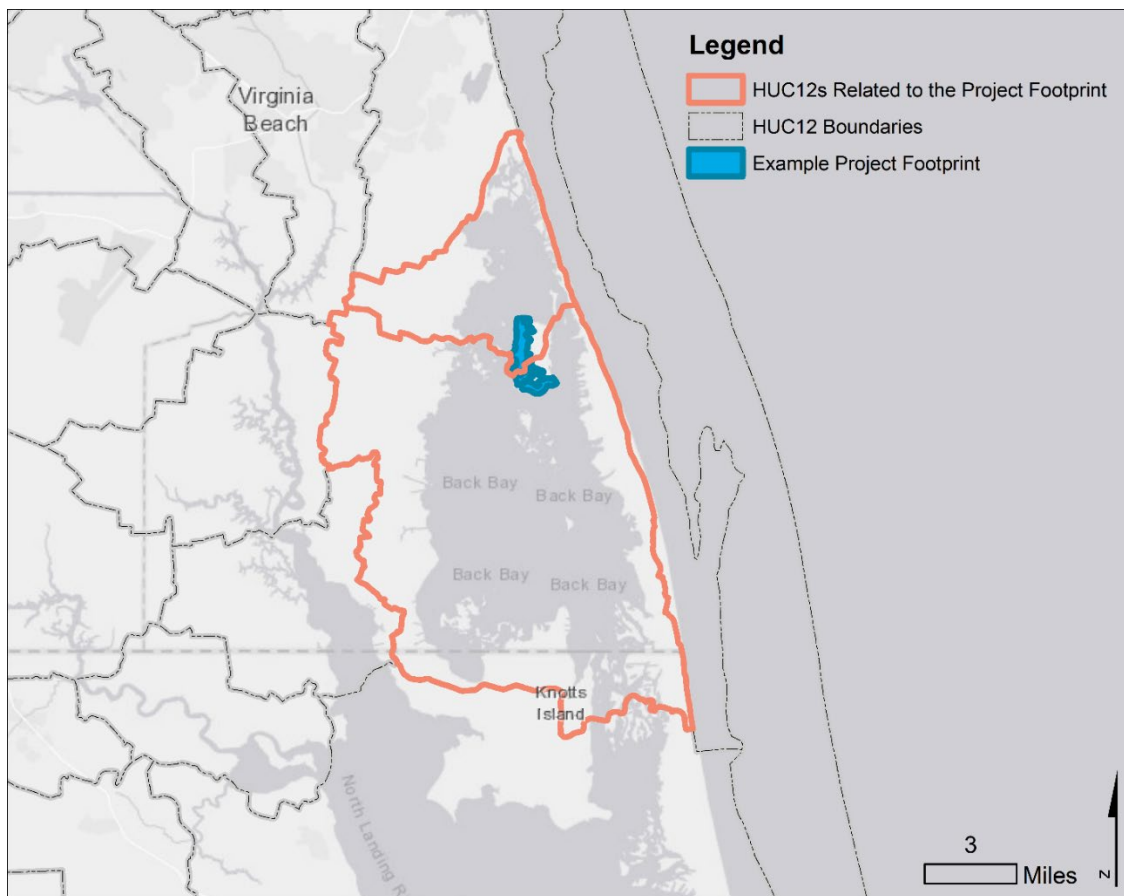 Legend
HUC12s Related to the Project Footprint
HUC12 Boundaries
Example Project Footprint
Virginia
Beach
Back Bay
Back Bay
Back Bay
Back Bay
Knotts
Island
North Landing R
3
Miles
N